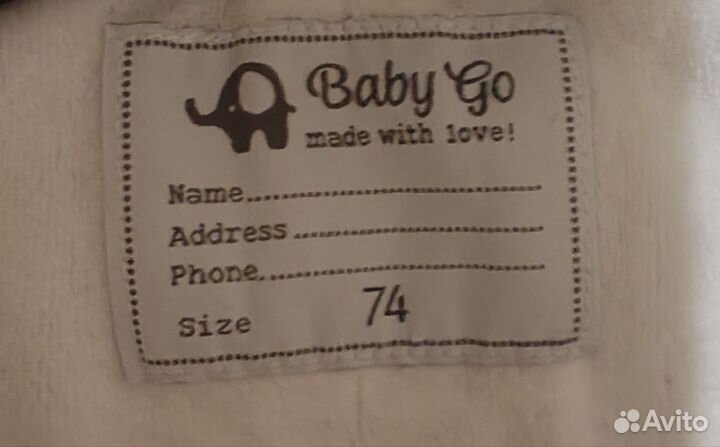 Baby Go
made with love!
Name..............................
Address..........................
Phone.............................
Size 74
Avito